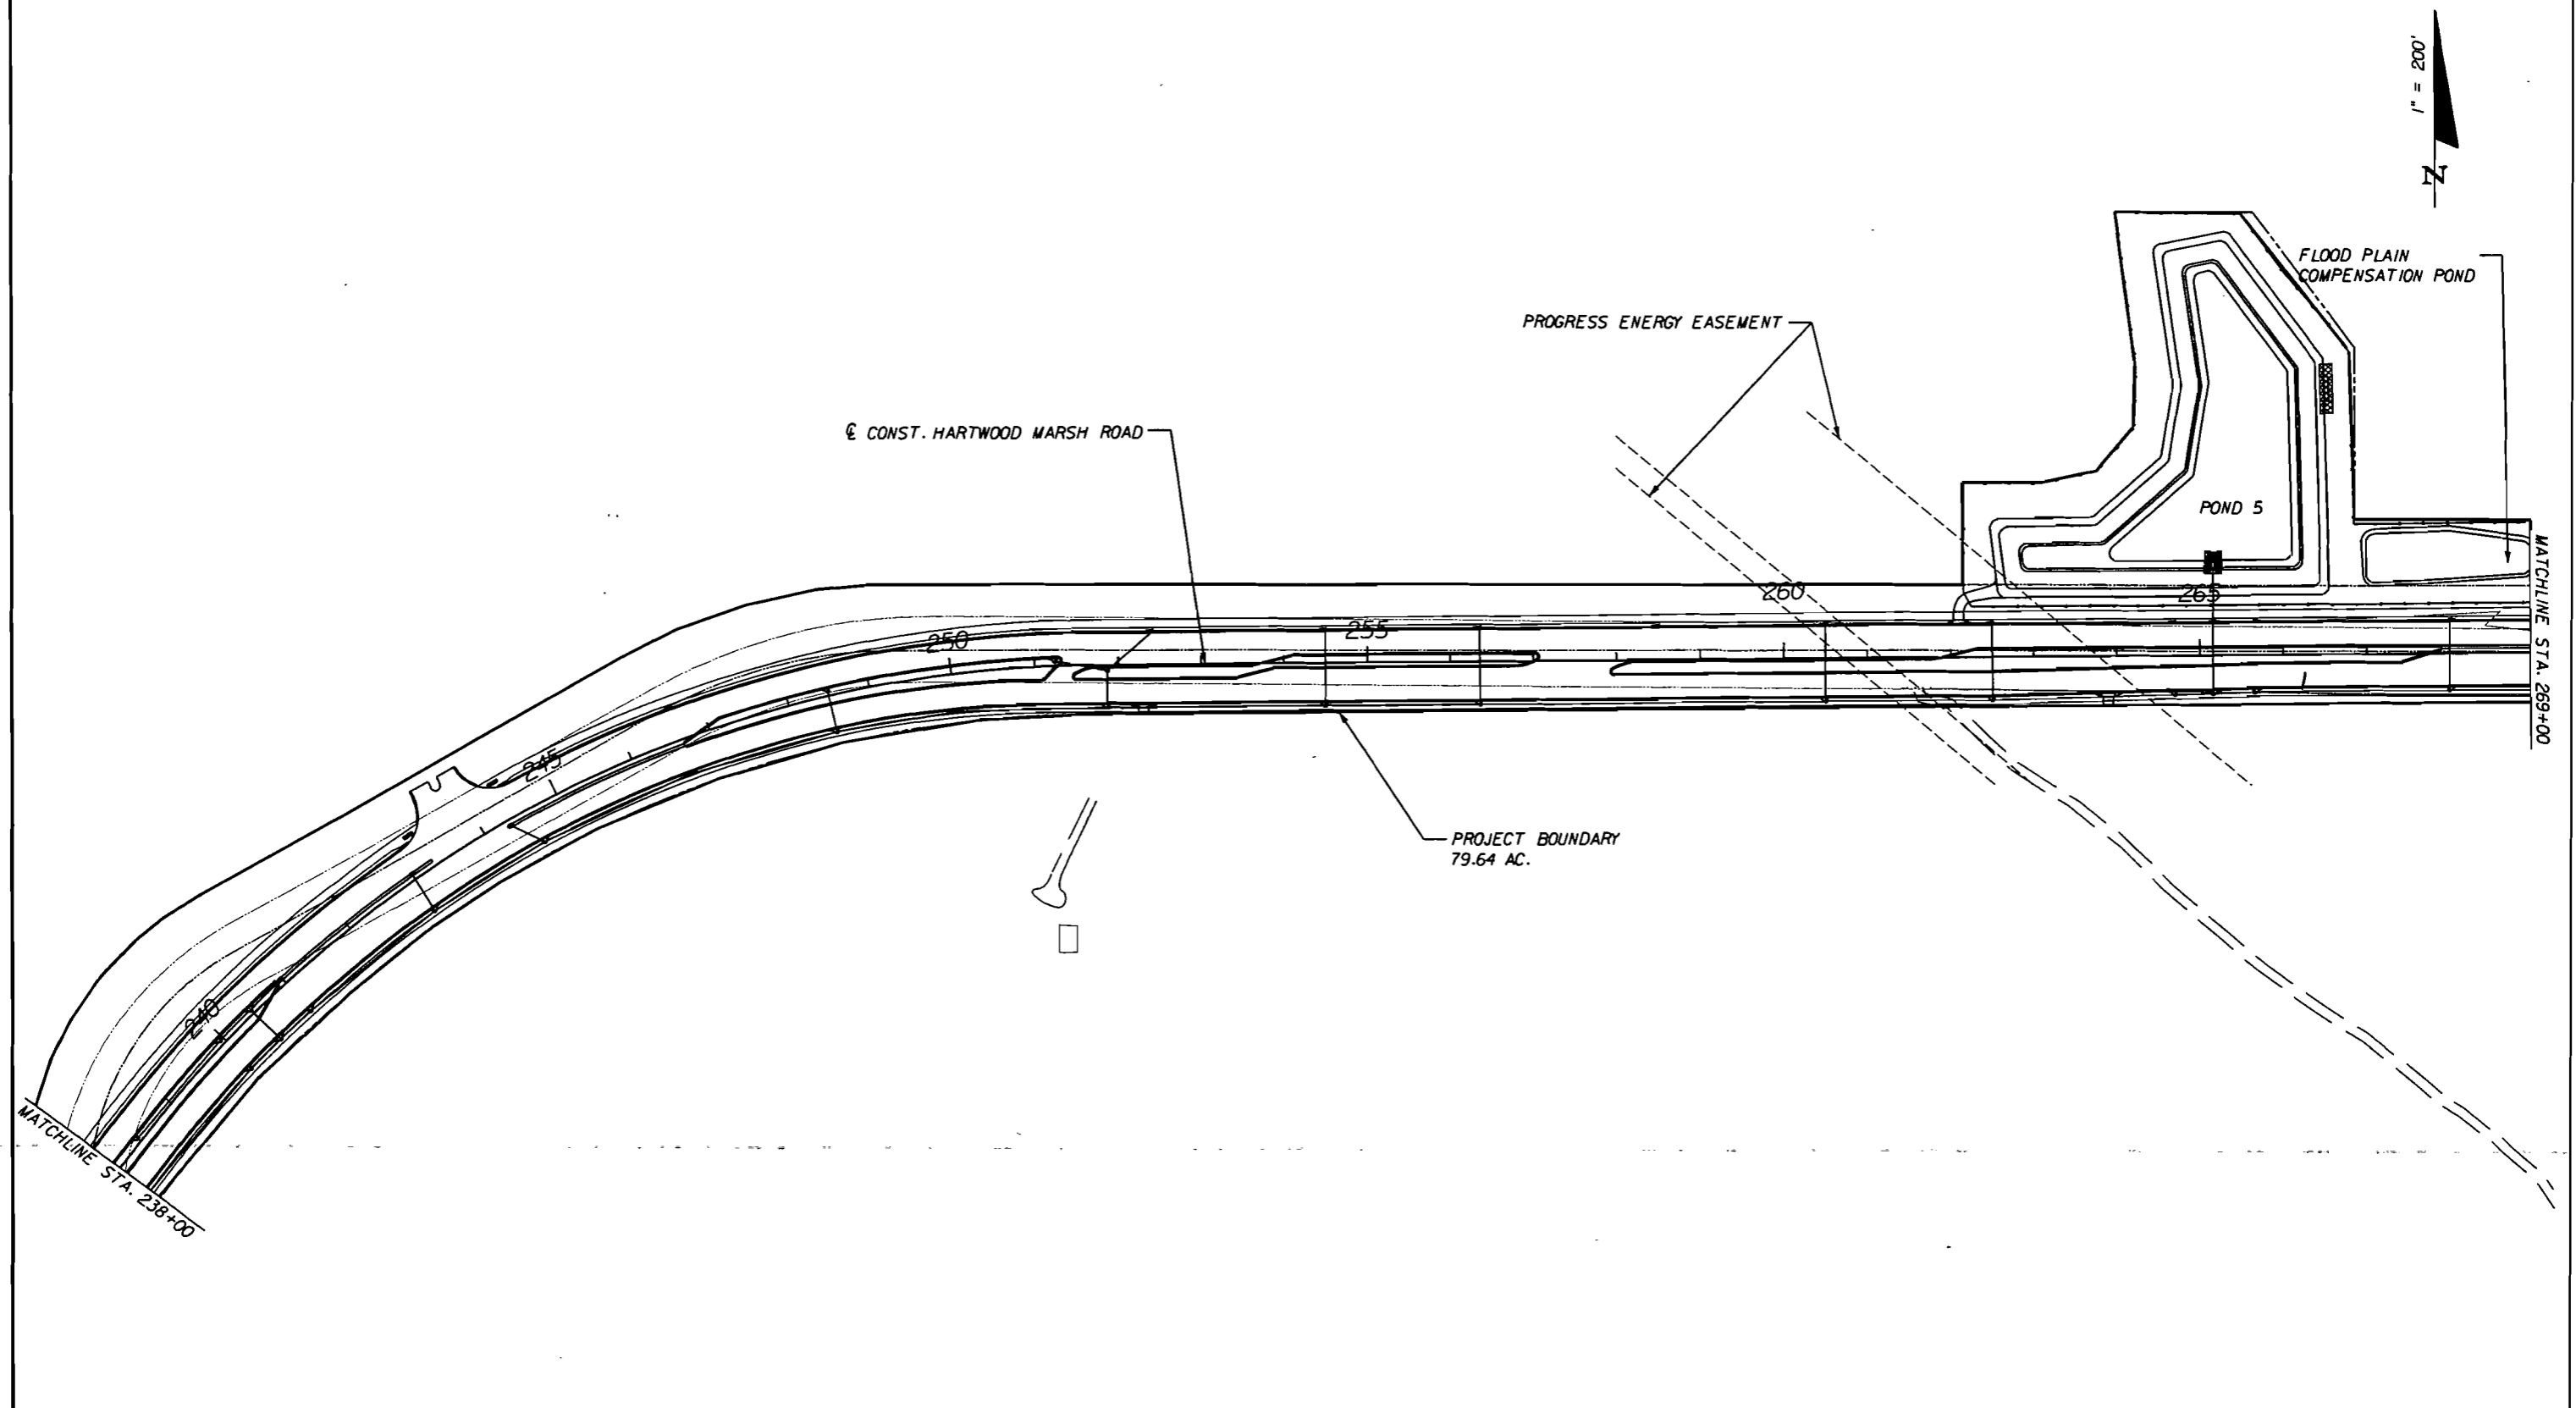 1" = 200'
N
FLOOD PLAIN
COMPENSATION POND
PROGRESS ENERGY EASEMENT
℄ CONST. HARTWOOD MARSH ROAD
POND 5
MATCHLINE STA. 269+00
260
265
255
250
245
240
PROJECT BOUNDARY
79.64 AC.
MATCHLINE STA. 238+00